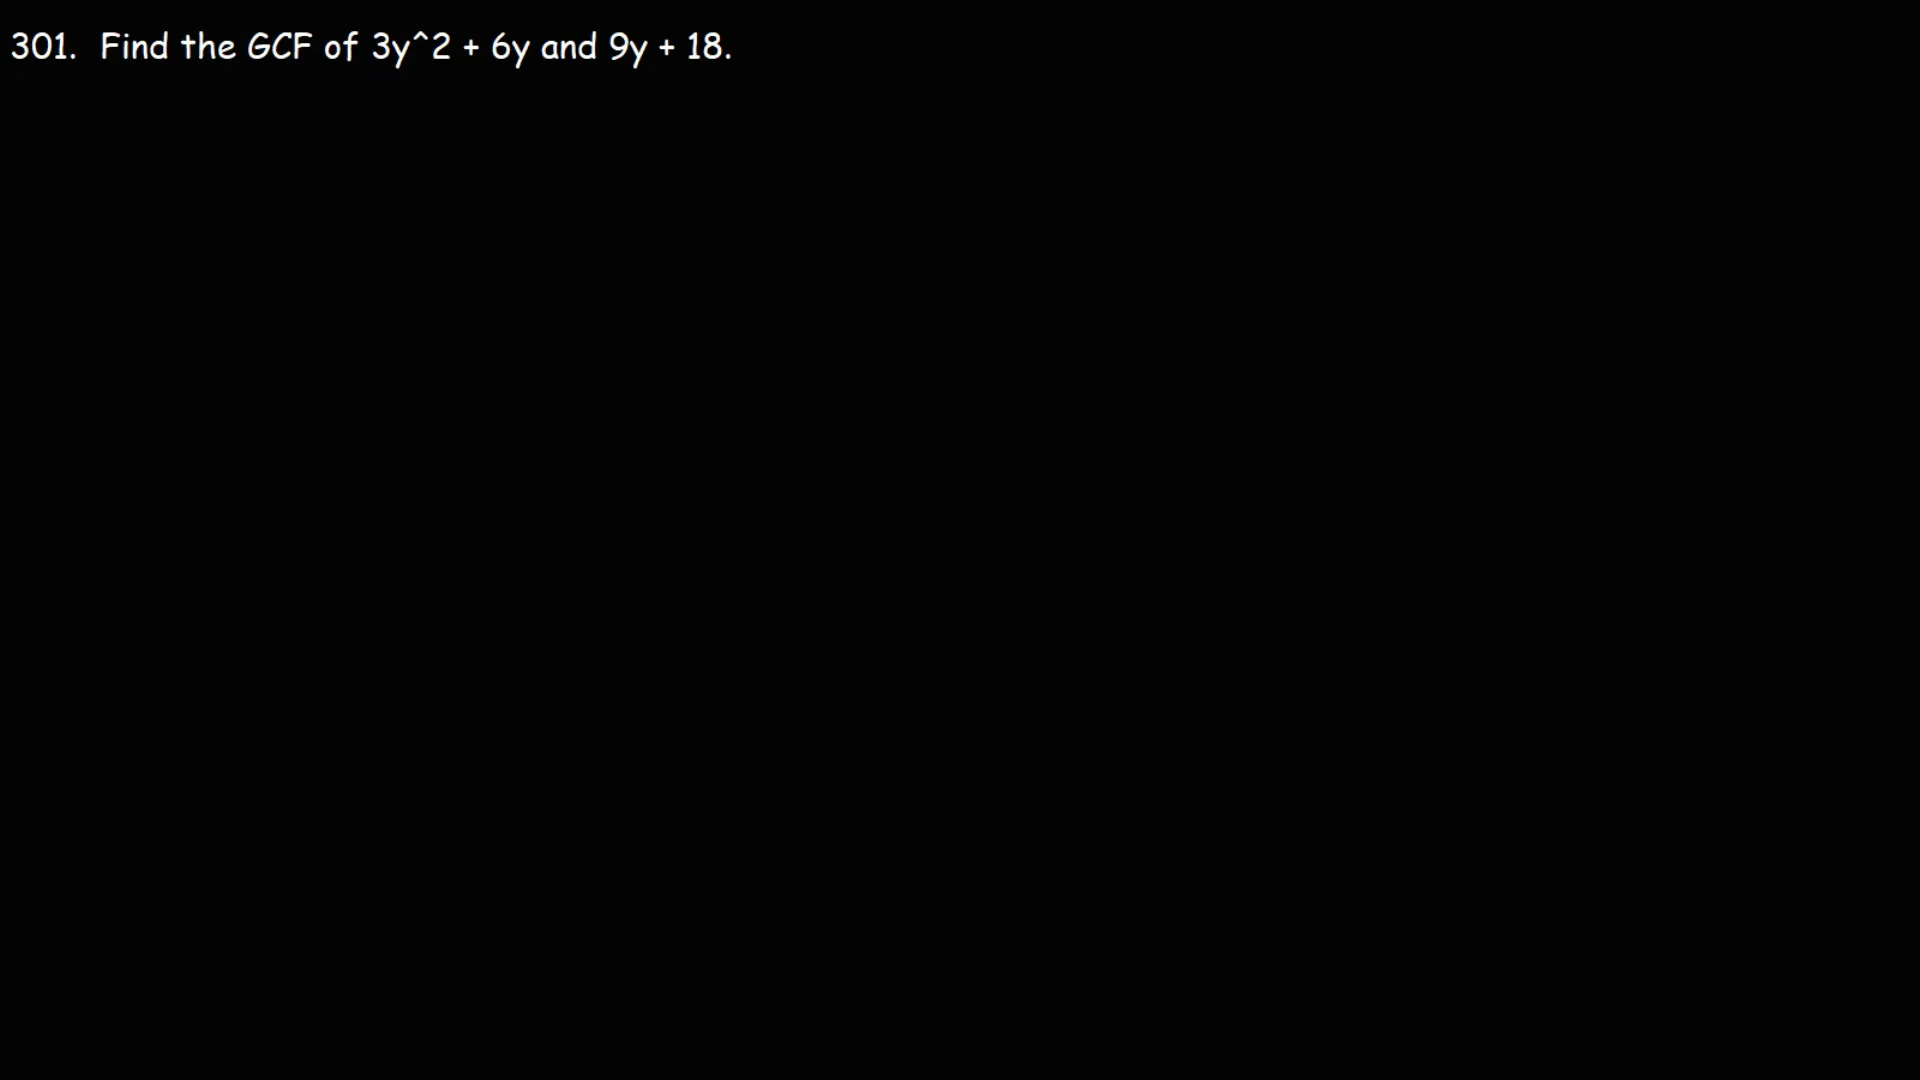 301. Find the GCF of 3y^2 + 6y and 9y + 18.